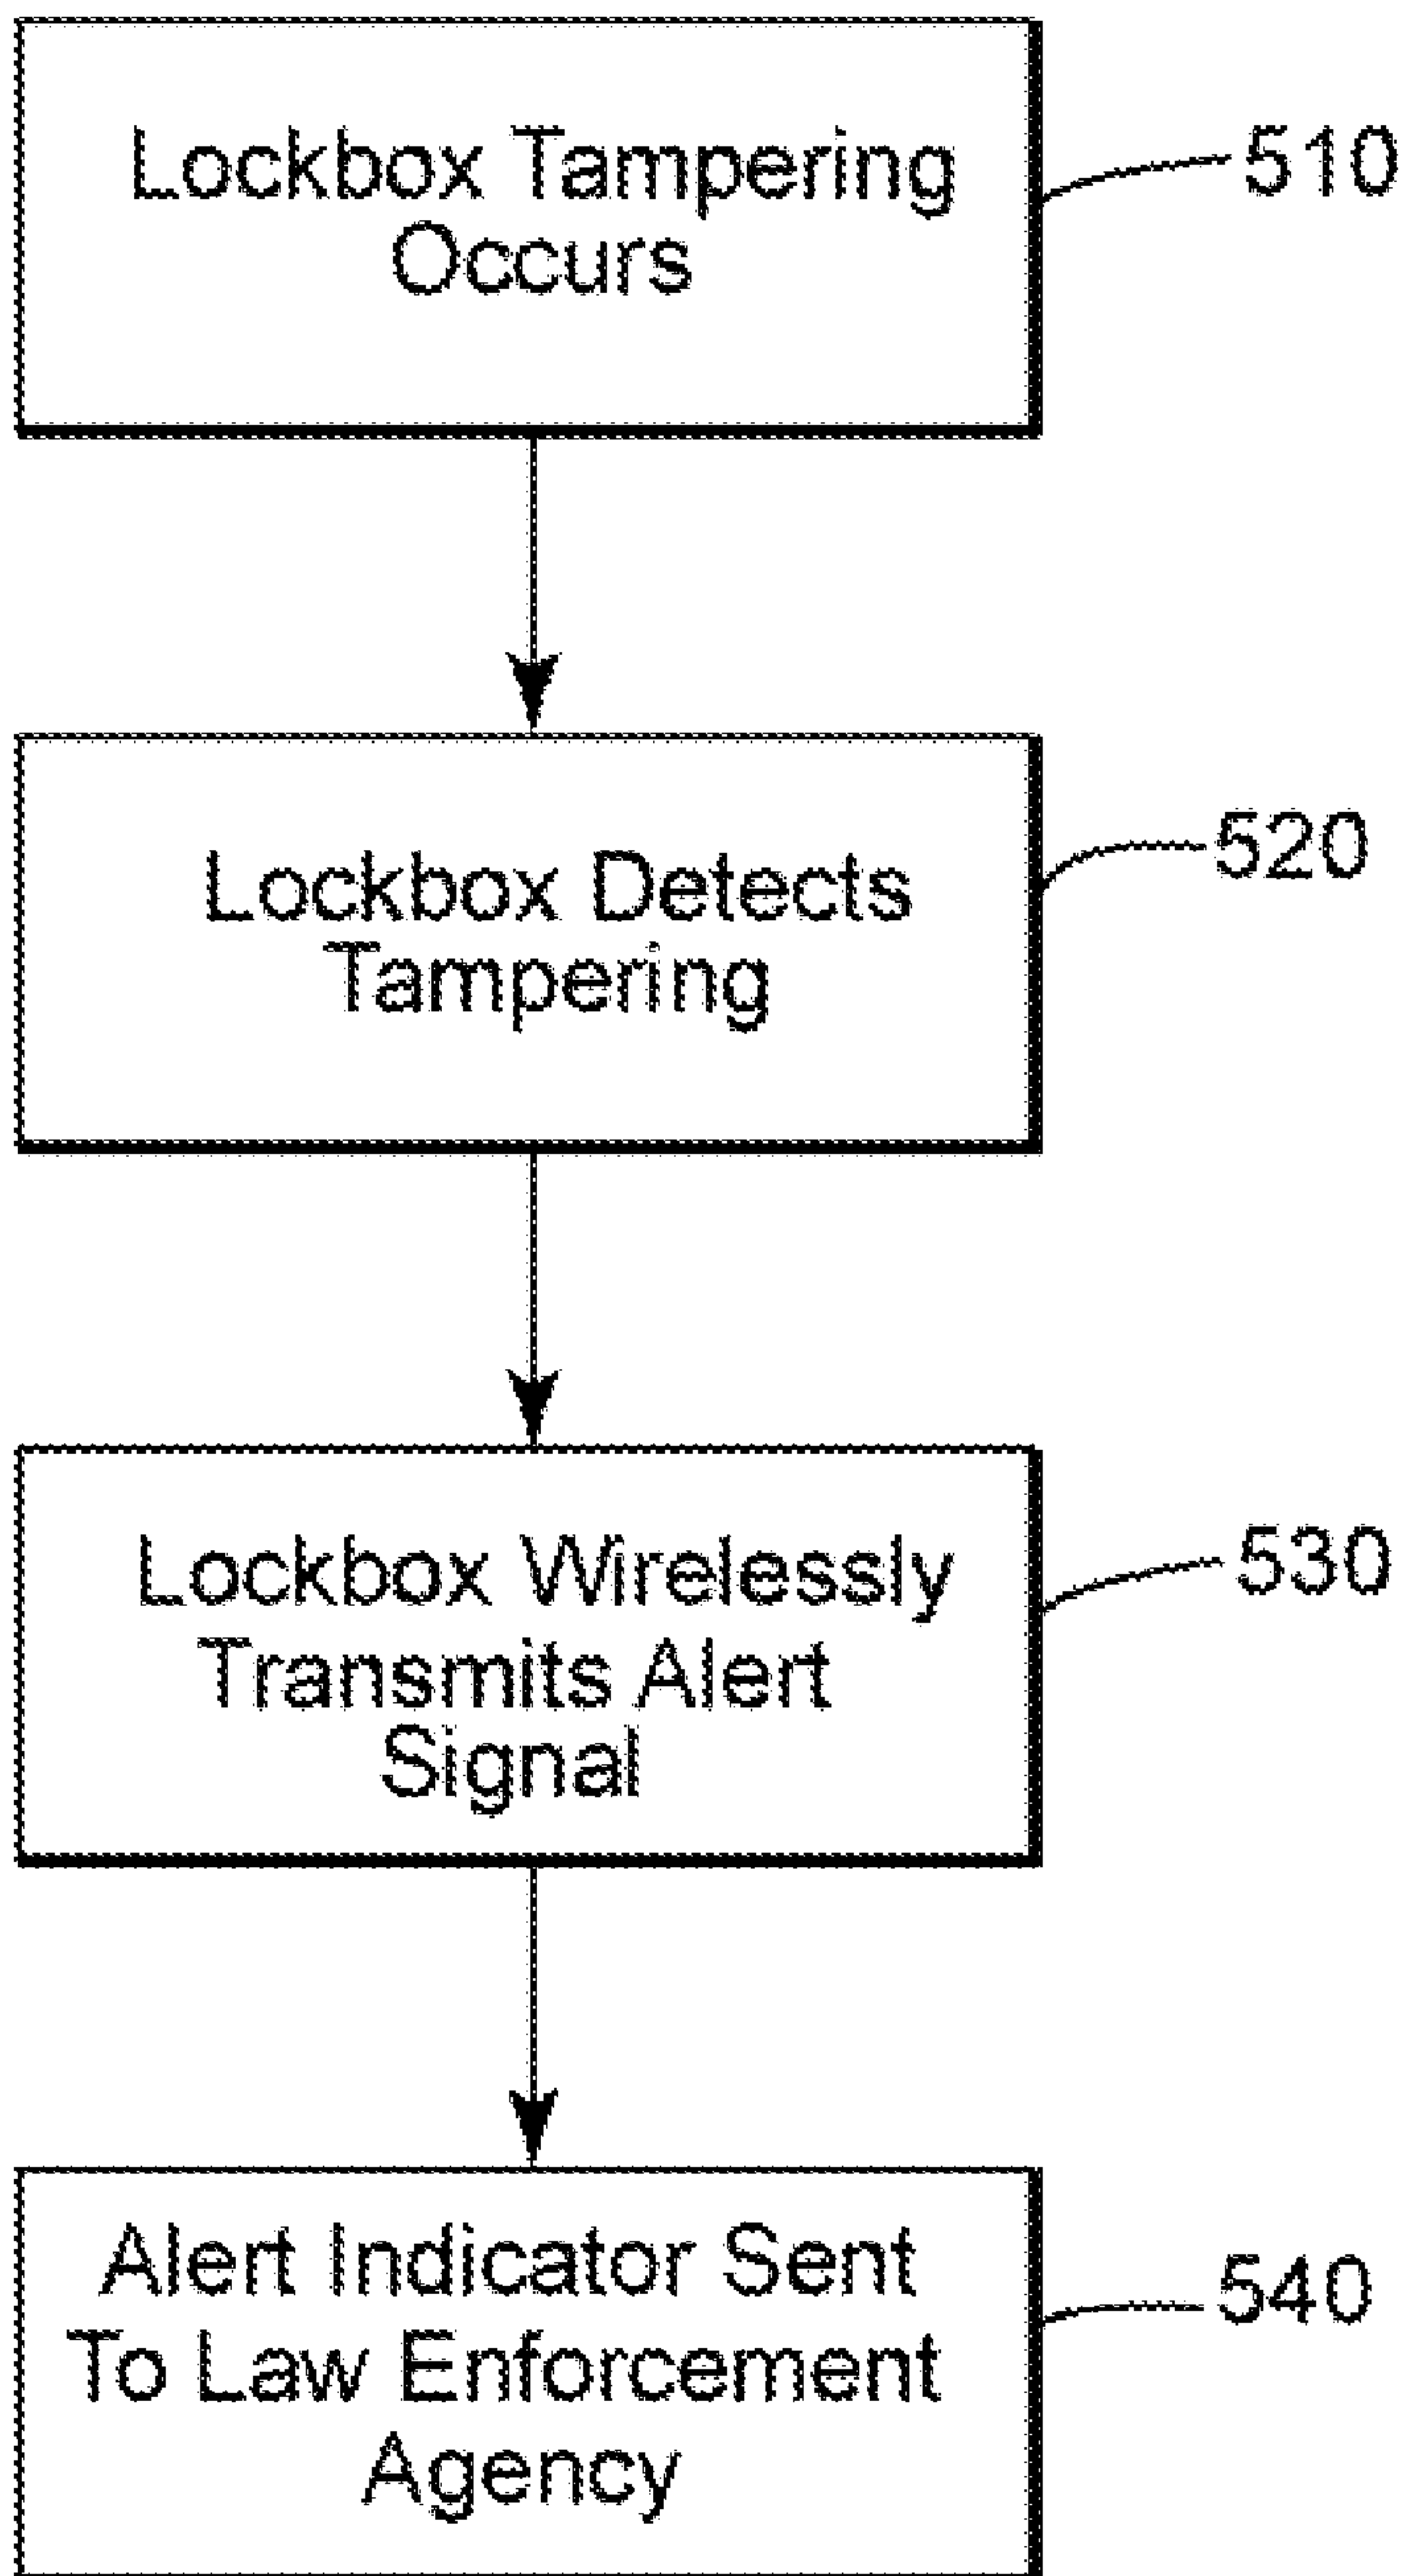 Lockbox Tampering
Occurs
510
Lockbox Detects
Tampering
520
Lockbox Wirelessly
Transmits Alert
Signal
530
Alert Indicator Sent
To Law Enforcement
Agency
540